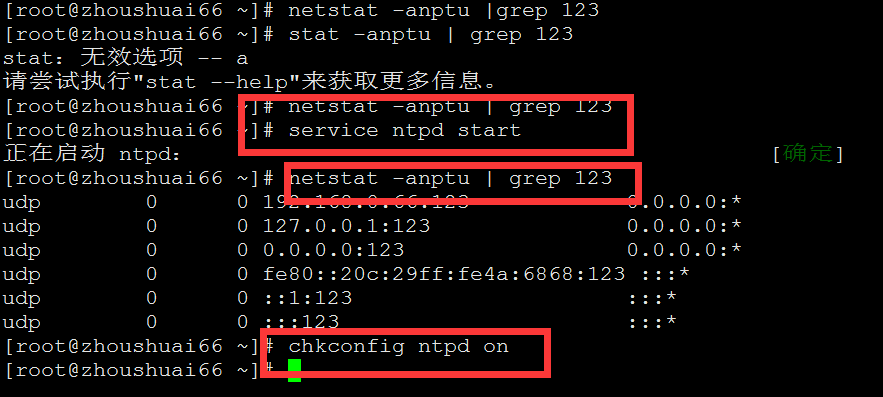 [root@zhoushuai66 ~]# netstat -anptu |grep 123
[root@zhoushuai66 ~]# stat -anptu | grep 123
stat：无效选项 -- a
请尝试执行"stat --help"来获取更多信息。
[root@zhoushuai66 ~]# netstat -anptu | grep 123
[root@zhoushuai66 ~]# service ntpd start
正在启动 ntpd： [确定]
[root@zhoushuai66 ~]# netstat -anptu | grep 123
udp 0 0 192.168.0.66:123 0.0.0.0:*
udp 0 0 127.0.0.1:123 0.0.0.0:*
udp 0 0 0.0.0.0:123 0.0.0.0:*
udp 0 0 fe80::20c:29ff:fe4a:6868:123 :::*
udp 0 0 ::1:123 :::*
udp 0 0 :::123 :::*
[root@zhoushuai66 ~]# chkconfig ntpd on
[root@zhoushuai66 ~]#